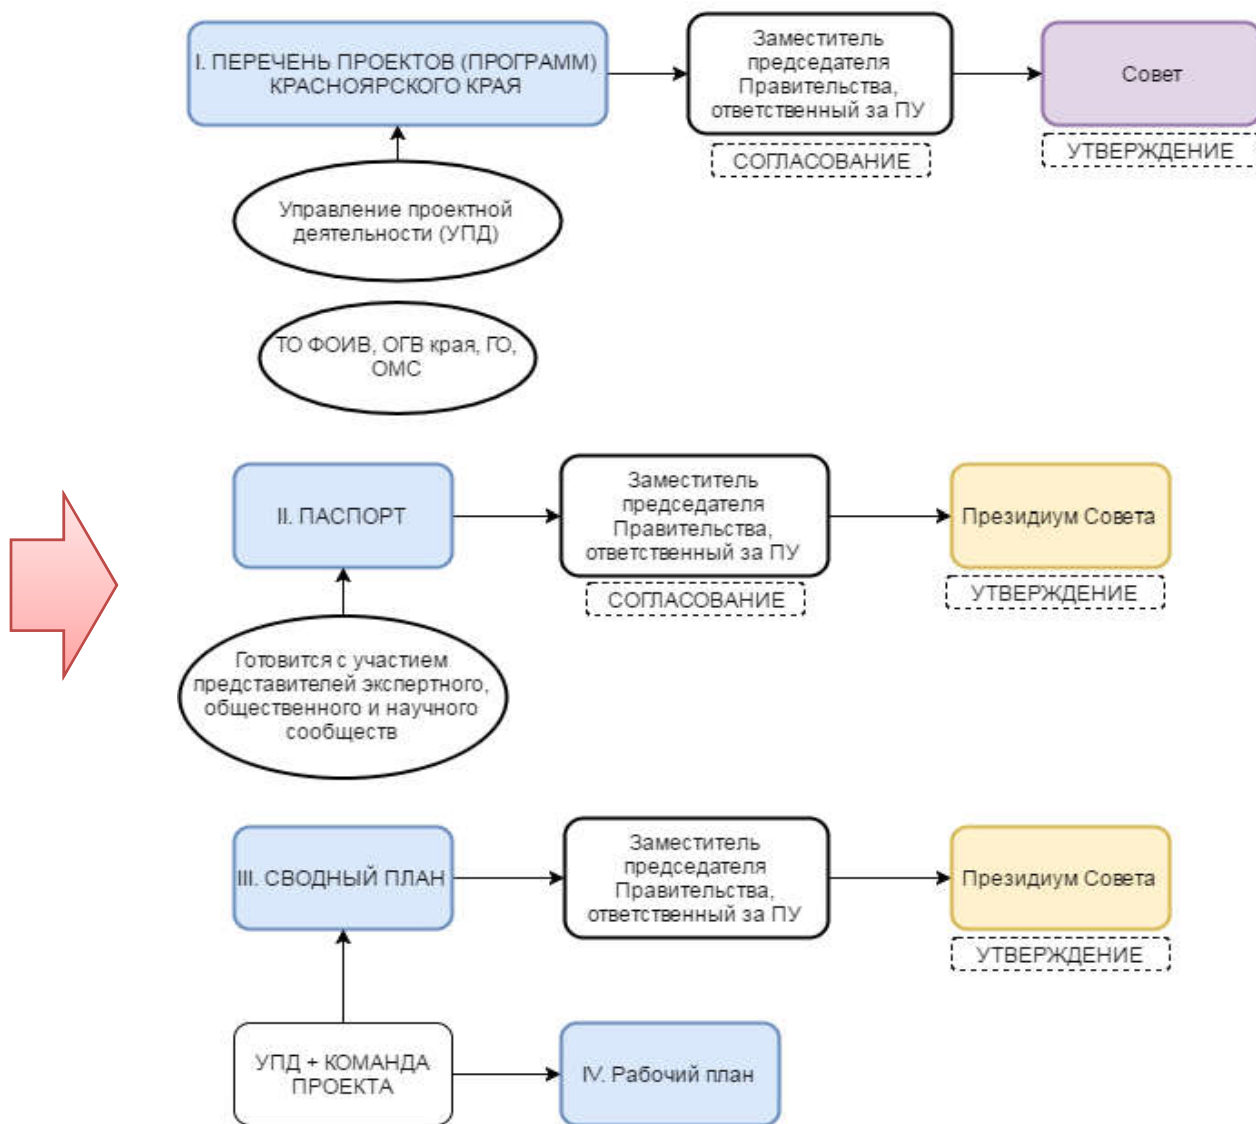 I. ПЕРЕЧЕНЬ ПРОЕКТОВ (ПРОГРАММ)
КРАСНОЯРСКОГО КРАЯ
Заместитель
председателя
Правительства,
ответственный за ПУ
Совет
СОГЛАСОВАНИЕ
УТВЕРЖДЕНИЕ
Управление проектной
деятельности (УПД)
ТО ФОИВ, ОГВ края, ГО,
ОМС
II. ПАСПОРТ
Заместитель
председателя
Правительства,
ответственный за ПУ
Президиум Совета
СОГЛАСОВАНИЕ
УТВЕРЖДЕНИЕ
Готовится с участием
представителей экспертного,
общественного и научного
сообществ
III. СВОДНЫЙ ПЛАН
Заместитель
председателя
Правительства,
ответственный за ПУ
Президиум Совета
УТВЕРЖДЕНИЕ
УПД + КОМАНДА
ПРОЕКТА
IV. Рабочий план